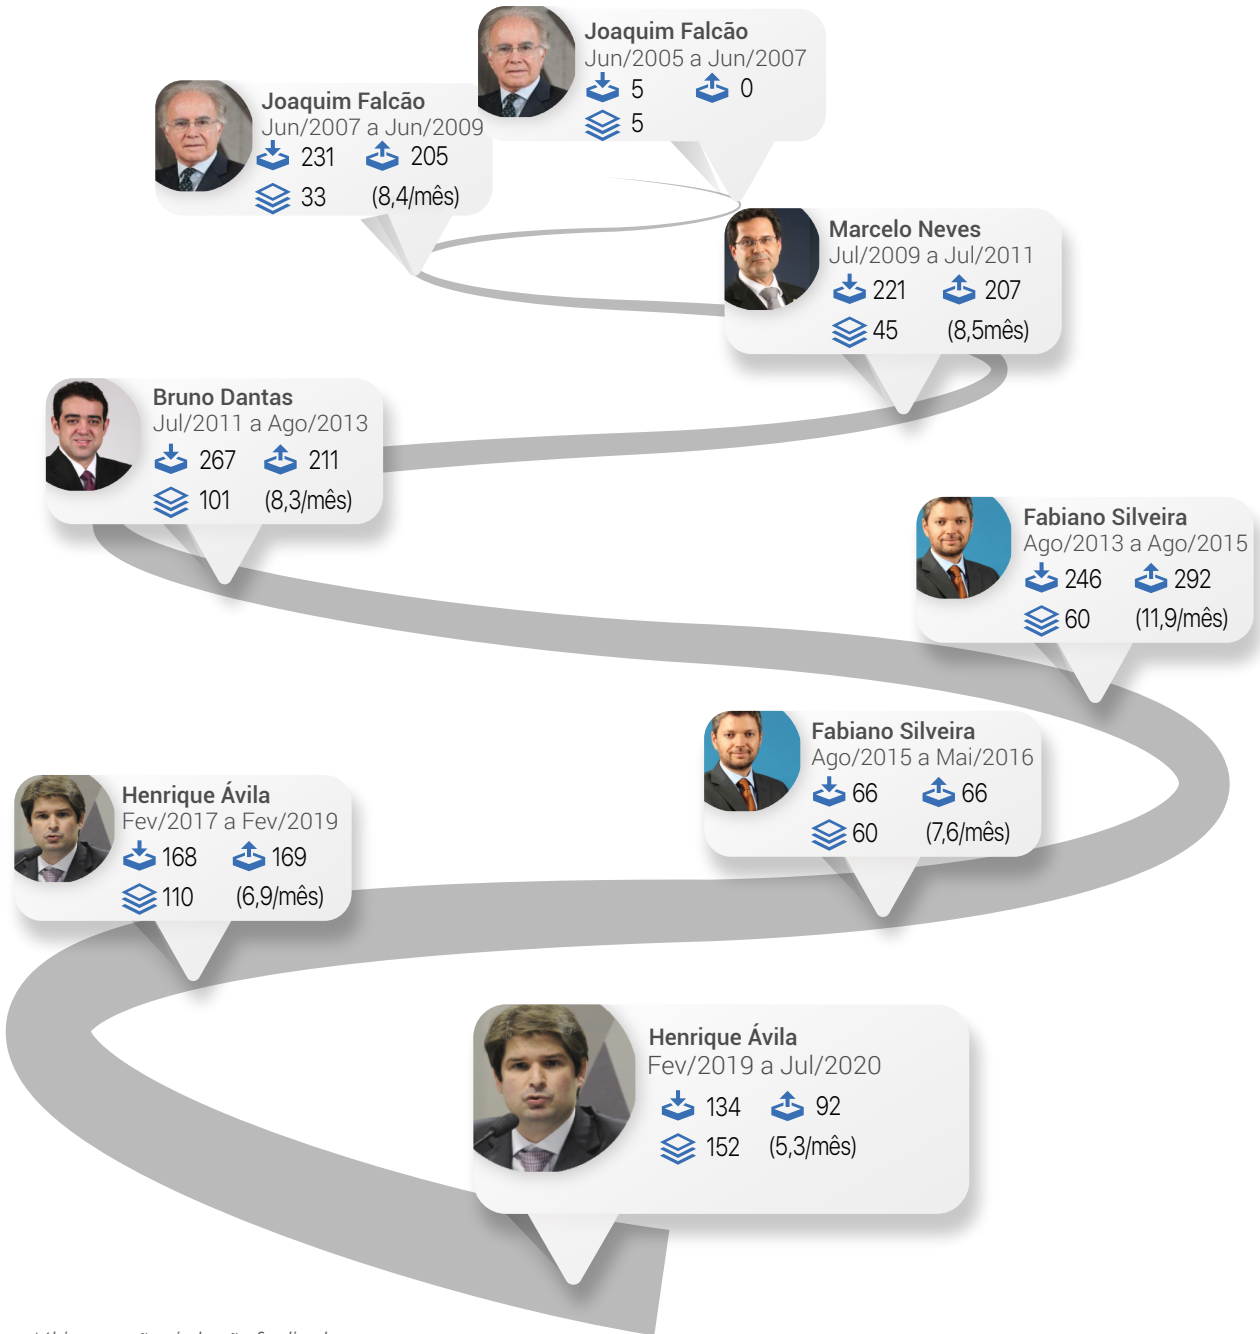 Joaquim Falcão
Jun/2005 a Jun/2007
5 0
5
Joaquim Falcão
Jun/2007 a Jun/2009
231 205
33 (8,4/mês)
Marcelo Neves
Jul/2009 a Jul/2011
221 207
45 (8,5mês)
Bruno Dantas
Jul/2011 a Ago/2013
267 211
101 (8,3/mês)
Fabiano Silveira
Ago/2013 a Ago/2015
246 292
60 (11,9/mês)
Fabiano Silveira
Ago/2015 a Mai/2016
66 66
60 (7,6/mês)
Henrique Ávila
Fev/2017 a Fev/2019
168 169
110 (6,9/mês)
Henrique Ávila
Fev/2019 a Jul/2020
134 92
152 (5,3/mês)